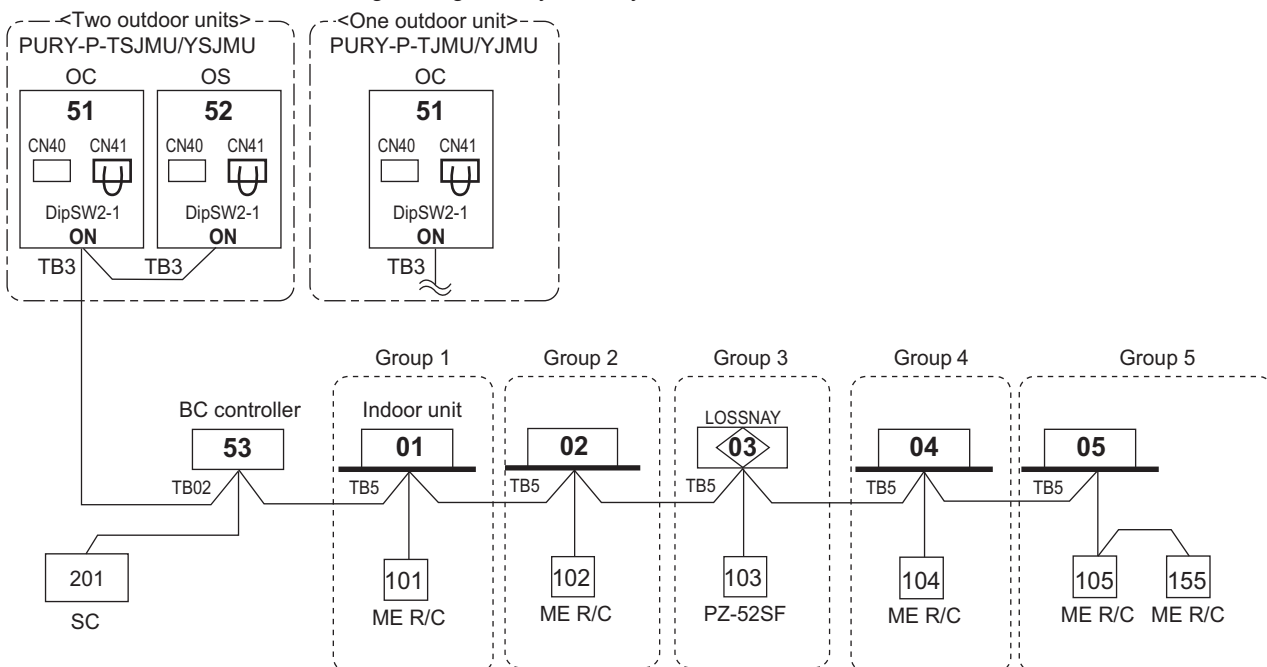 <Two outdoor units>
PURY-P-TSJMU/YSJMU
OC OS
51 52
CN40 CN41 CN40 CN41
DipSW2-1 DipSW2-1
ON ON
TB3 TB3
<One outdoor unit>
PURY-P-TJMU/YJMU
OC
51
CN40 CN41
DipSW2-1
ON
TB3
Group 1 Group 2 Group 3 Group 4 Group 5
BC controller Indoor unit LOSSNAY
53 01 02 03 04 05
TB02 TB5 TB5 TB5 TB5 TB5
201 101 102 103 104 105 155
SC ME R/C ME R/C PZ-52SF ME R/C ME R/C ME R/C